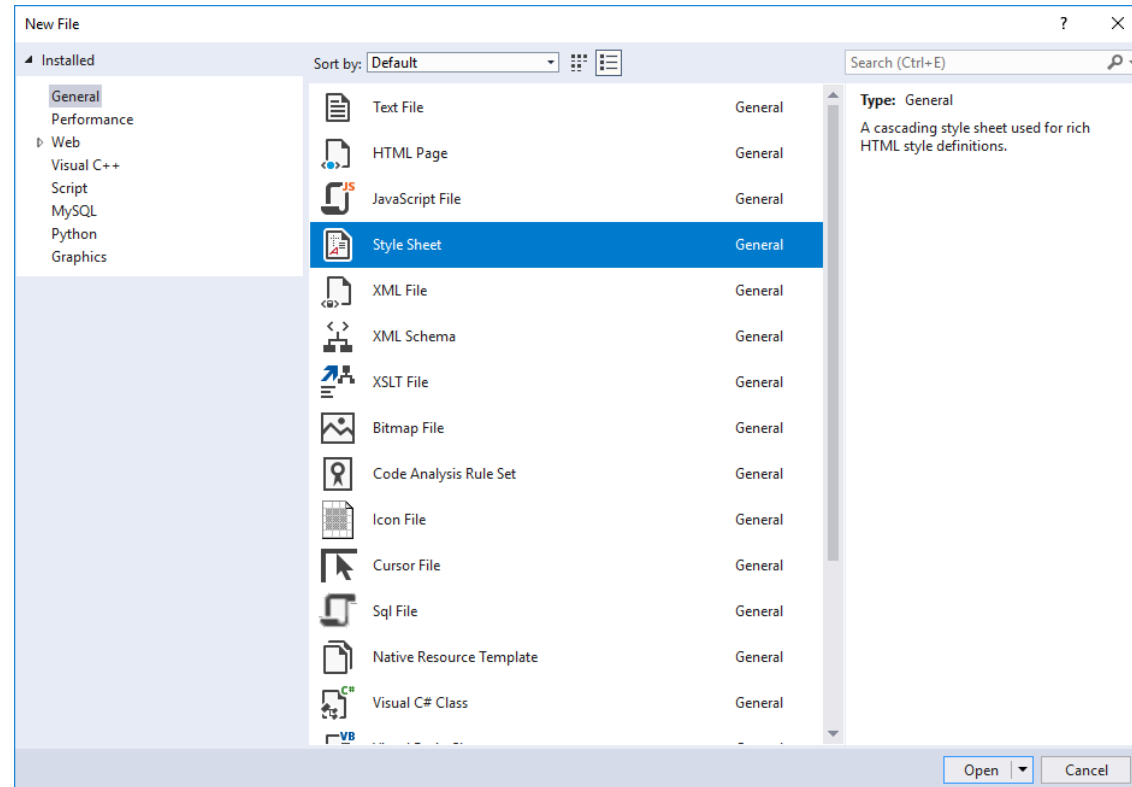 New File
?
Installed
General
Performance
Web
Visual C++
Script
MySQL
Python
Graphics
Sort by: Default
Text File General
HTML Page General
JS
JavaScript File General
Style Sheet General
XML File General
XML Schema General
XSLT File General
Bitmap File General
Code Analysis Rule Set General
Icon File General
Cursor File General
Sql File General
Native Resource Template General
C#
Visual C# Class General
VB
Search (Ctrl+E)
Type: General
A cascading style sheet used for rich
HTML style definitions.
Open
Cancel